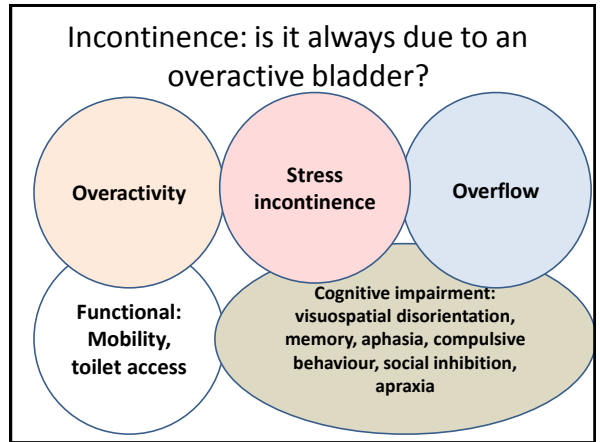 Incontinence: is it always due to an
overactive bladder?
Overactivity
Stress
incontinence
Overflow
Functional:
Mobility,
toilet access
Cognitive impairment:
visuospatial disorientation,
memory, aphasia, compulsive
behaviour, social inhibition,
apraxia